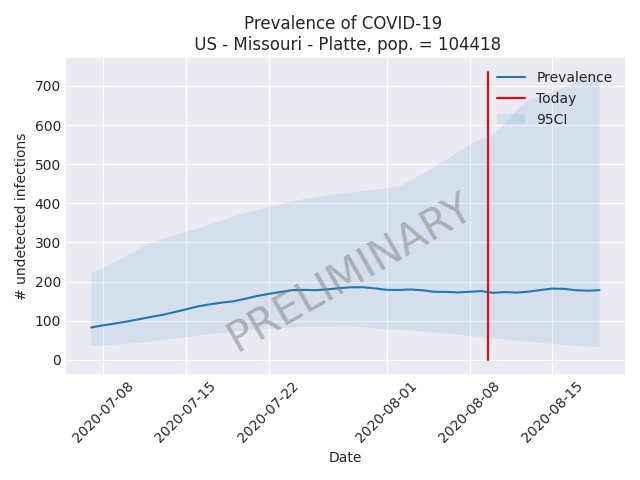 Prevalence of COVID-19
US - Missouri - Platte, pop. = 104418
# undetected infections
700
600
500
400
300
200
100
0
Prevalence
Today
95CI
PRELIMINARY
2020-07-08
2020-07-15
2020-07-22
2020-08-01
2020-08-08
2020-08-15
Date